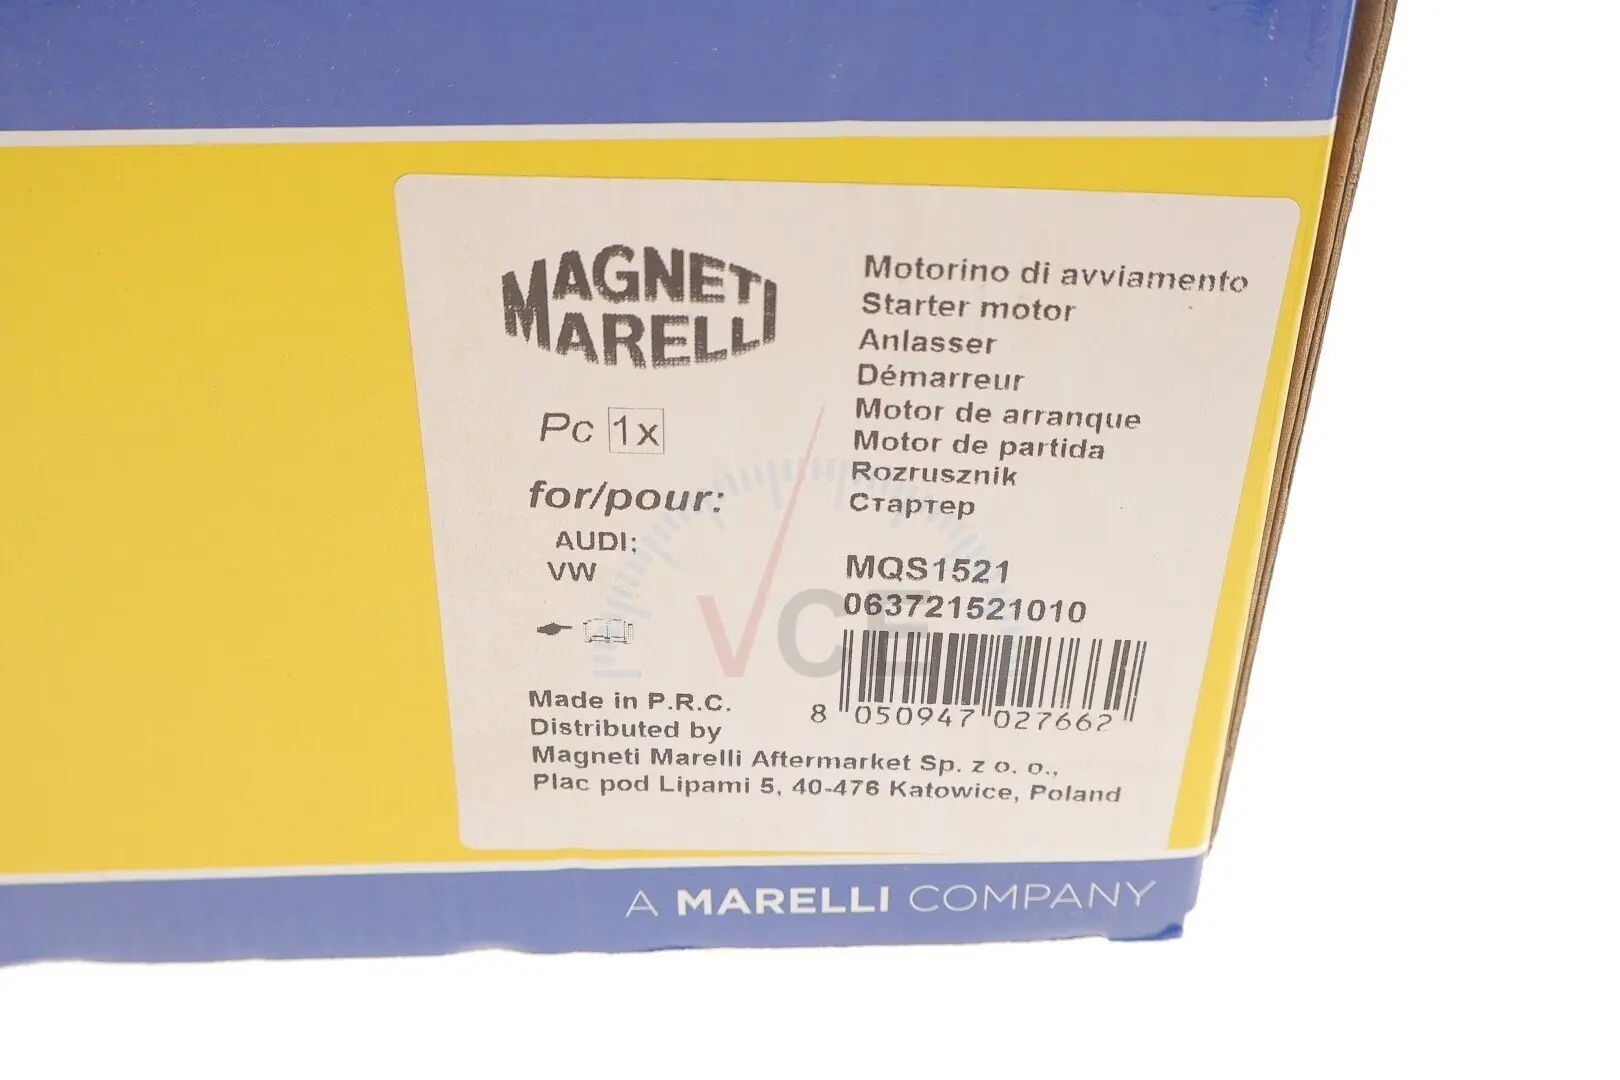 MAGNETI
MARELLI
Pc 1x
for/pour:
AUDI;
VW
Made in P.R.C.
Distributed by
Magneti Marelli Aftermarket Sp. z o. o.,
Plac pod Lipami 5, 40-476 Katowice, Poland
Motorino di avviamento
Starter motor
Anlasser
Démarreur
Motor de arranque
Motor de partida
Rozrusznik
Стартер
MQS1521
063721521010
8 050947 027662
VCE
A MARELLI COMPANY